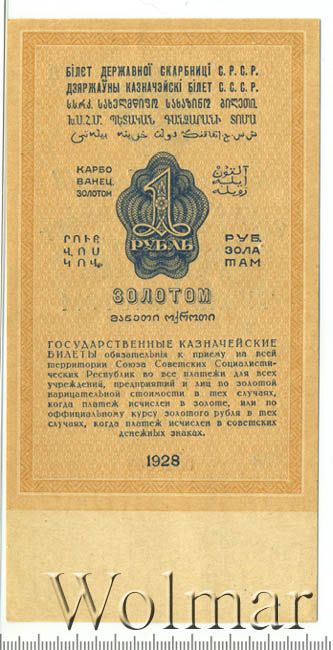 БІЛЕТ ДЕРЖАВНОЇ СКАРБНИЦІ С.Р.С.Р.
ДЗЯРЖАЎНЫ КАЗНАЧЭЙСКІ БІЛЕТ С.С.С.Р.
КАРБО
ВАНЕЦ
ЗОЛОТОМ
1
РУБЛЬ
РУБ.
ЗОЛА
ТАМ
ЗОЛОТОМ
მანეთი ოქროთი
ГОСУДАРСТВЕННЫЕ КАЗНАЧЕЙСКИЕ
БИЛЕТЫ обязательны к приему на всей
территории Союза Советских Социалисти-
ческих Республик во все платежи для всех
учреждений, предприятий и лиц по золотой
нарицательной стоимости в тех случаях,
когда платеж исчислен в золоте, или по
оффициальному курсу золотого рубля в тех
случаях, когда платеж исчислен в советских
денежных знаках.
1928
Wolmar